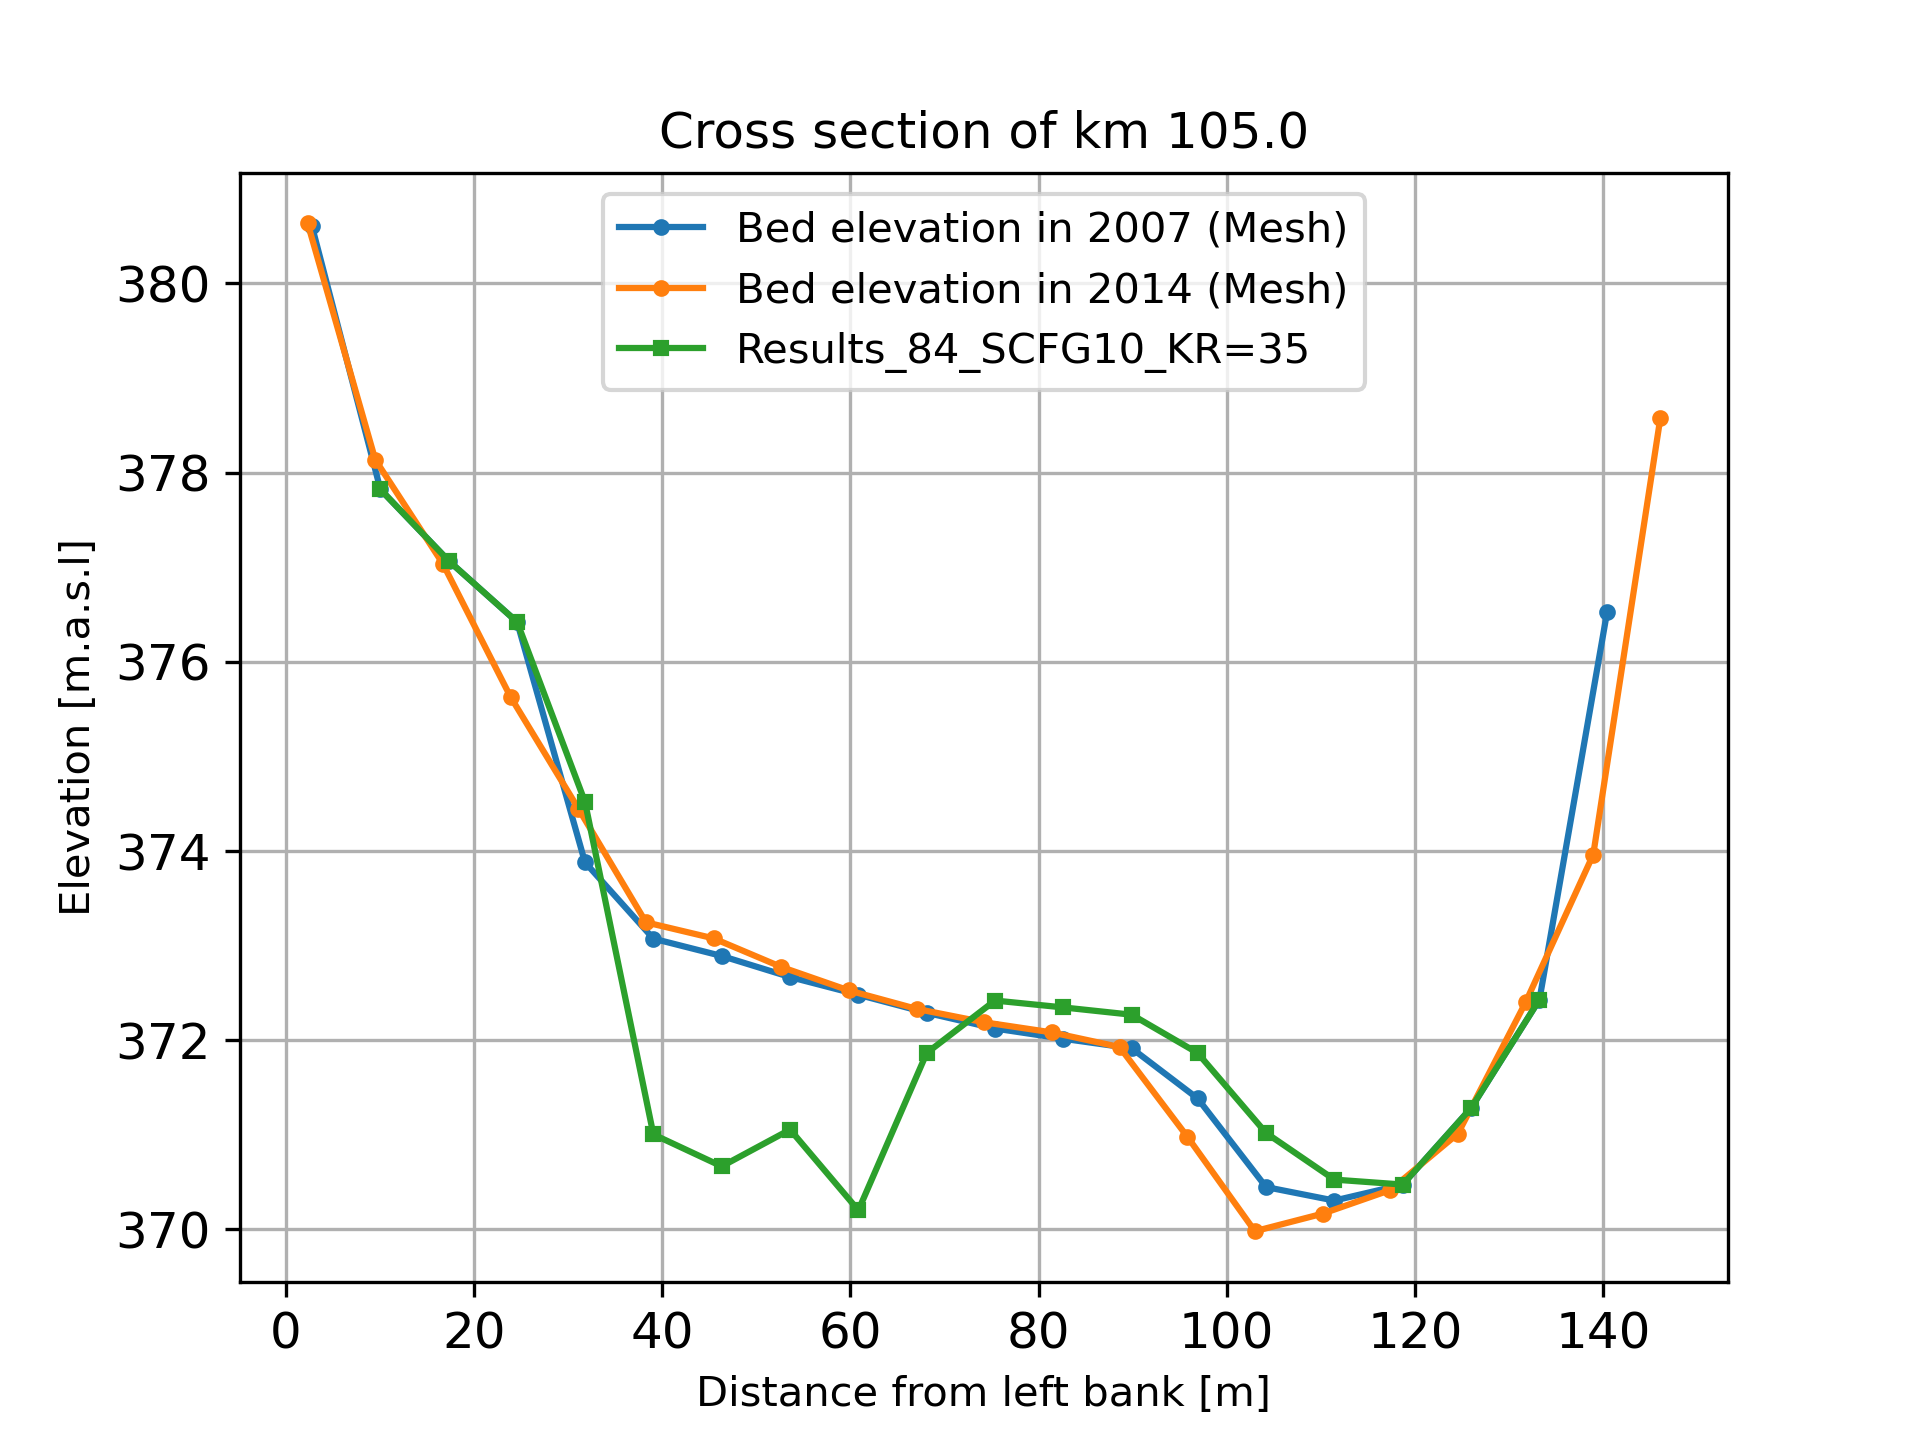 Cross section of km 105.0
Bed elevation in 2007 (Mesh)
Bed elevation in 2014 (Mesh)
Results_84_SCFG10_KR=35
Elevation [m.a.s.l]
380
378
376
374
372
370
0 20 40 60 80 100 120 140
Distance from left bank [m]